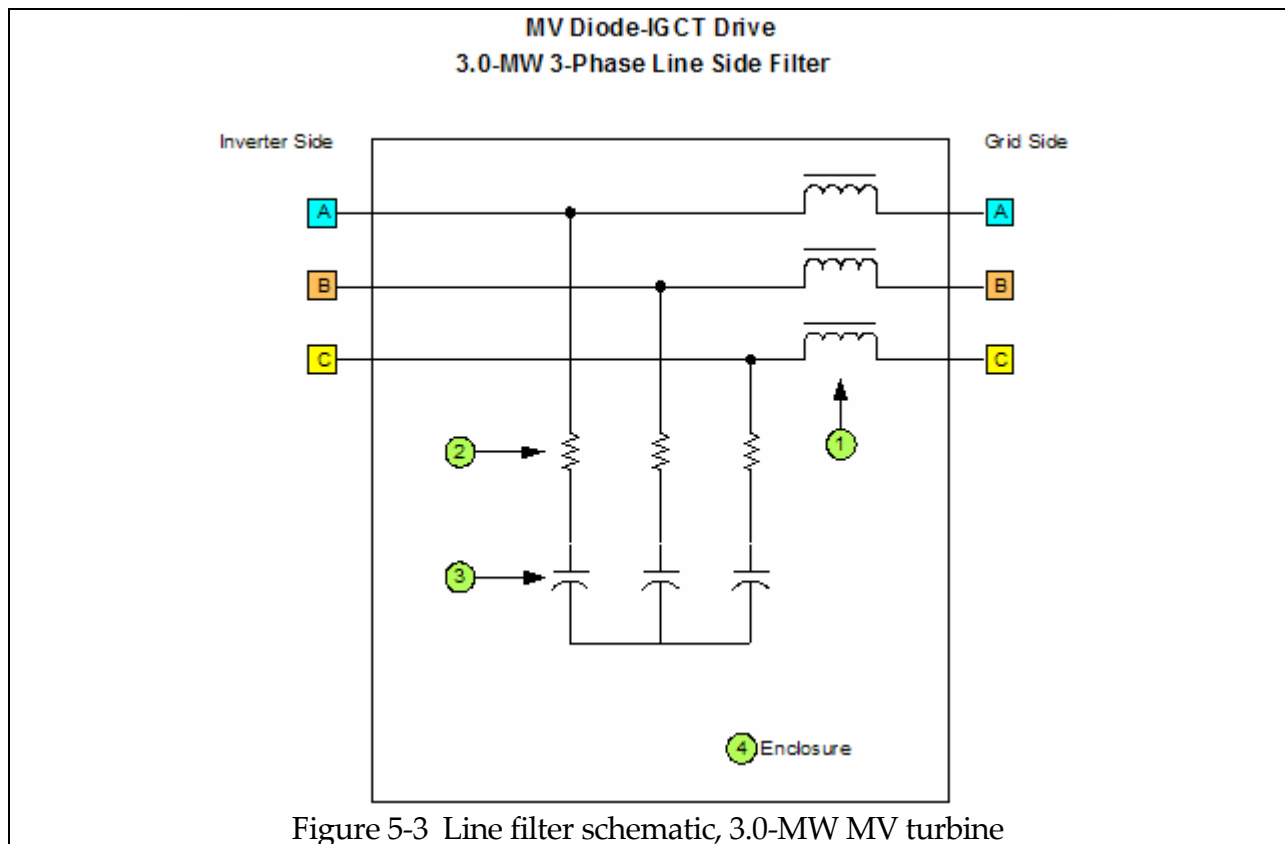 MV Diode-IGCT Drive
3.0-MW 3-Phase Line Side Filter
Inverter Side
Grid Side
A
A
B
B
C
C
2
1
3
4 Enclosure
Figure 5-3 Line filter schematic, 3.0-MW MV turbine